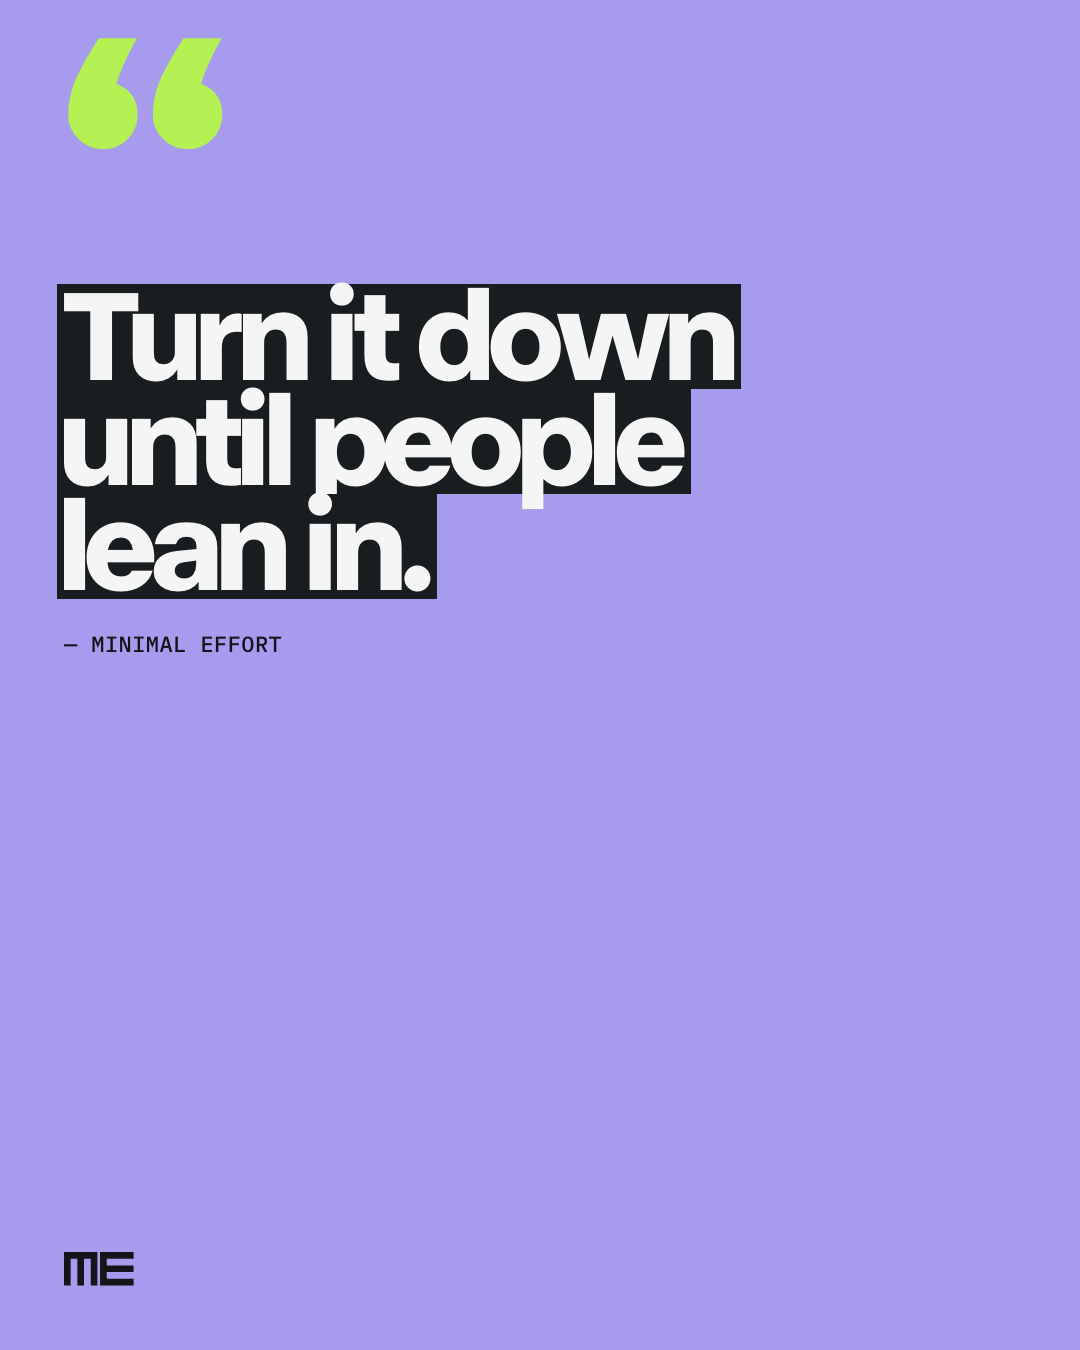 “
Turn it down
until people
lean in.
— MINIMAL EFFORT
ME